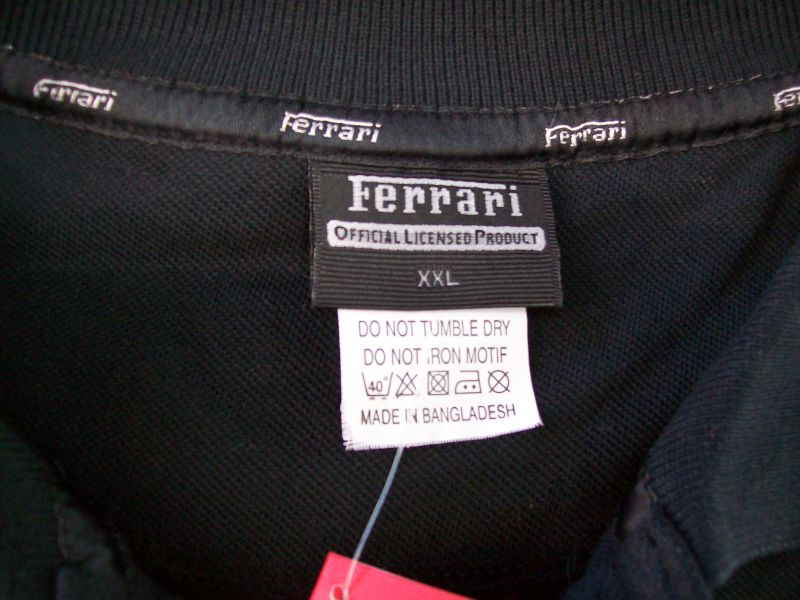 Ferrari Ferrari Ferrari
Ferrari
OFFICIAL LICENSED PRODUCT
XXL
DO NOT TUMBLE DRY
DO NOT IRON MOTIF
40°
MADE IN BANGLADESH